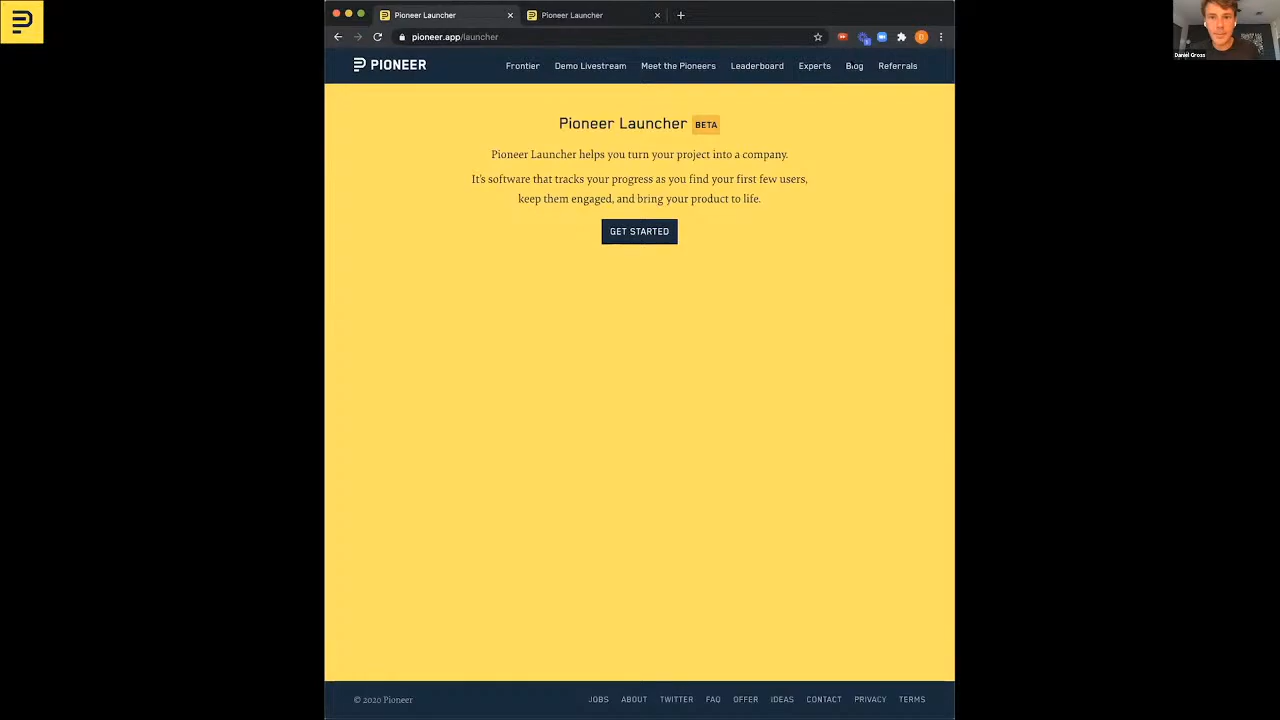 Pioneer Launcher
Pioneer Launcher
pioneer.app/launcher
PIONEER
Frontier Demo Livestream Meet the Pioneers Leaderboard Experts Blog Referrals
Daniel Gross
Pioneer Launcher BETA
Pioneer Launcher helps you turn your project into a company.
It's software that tracks your progress as you find your first few users,
keep them engaged, and bring your product to life.
GET STARTED
© 2020 Pioneer
JOBS ABOUT TWITTER FAQ OFFER IDEAS CONTACT PRIVACY TERMS